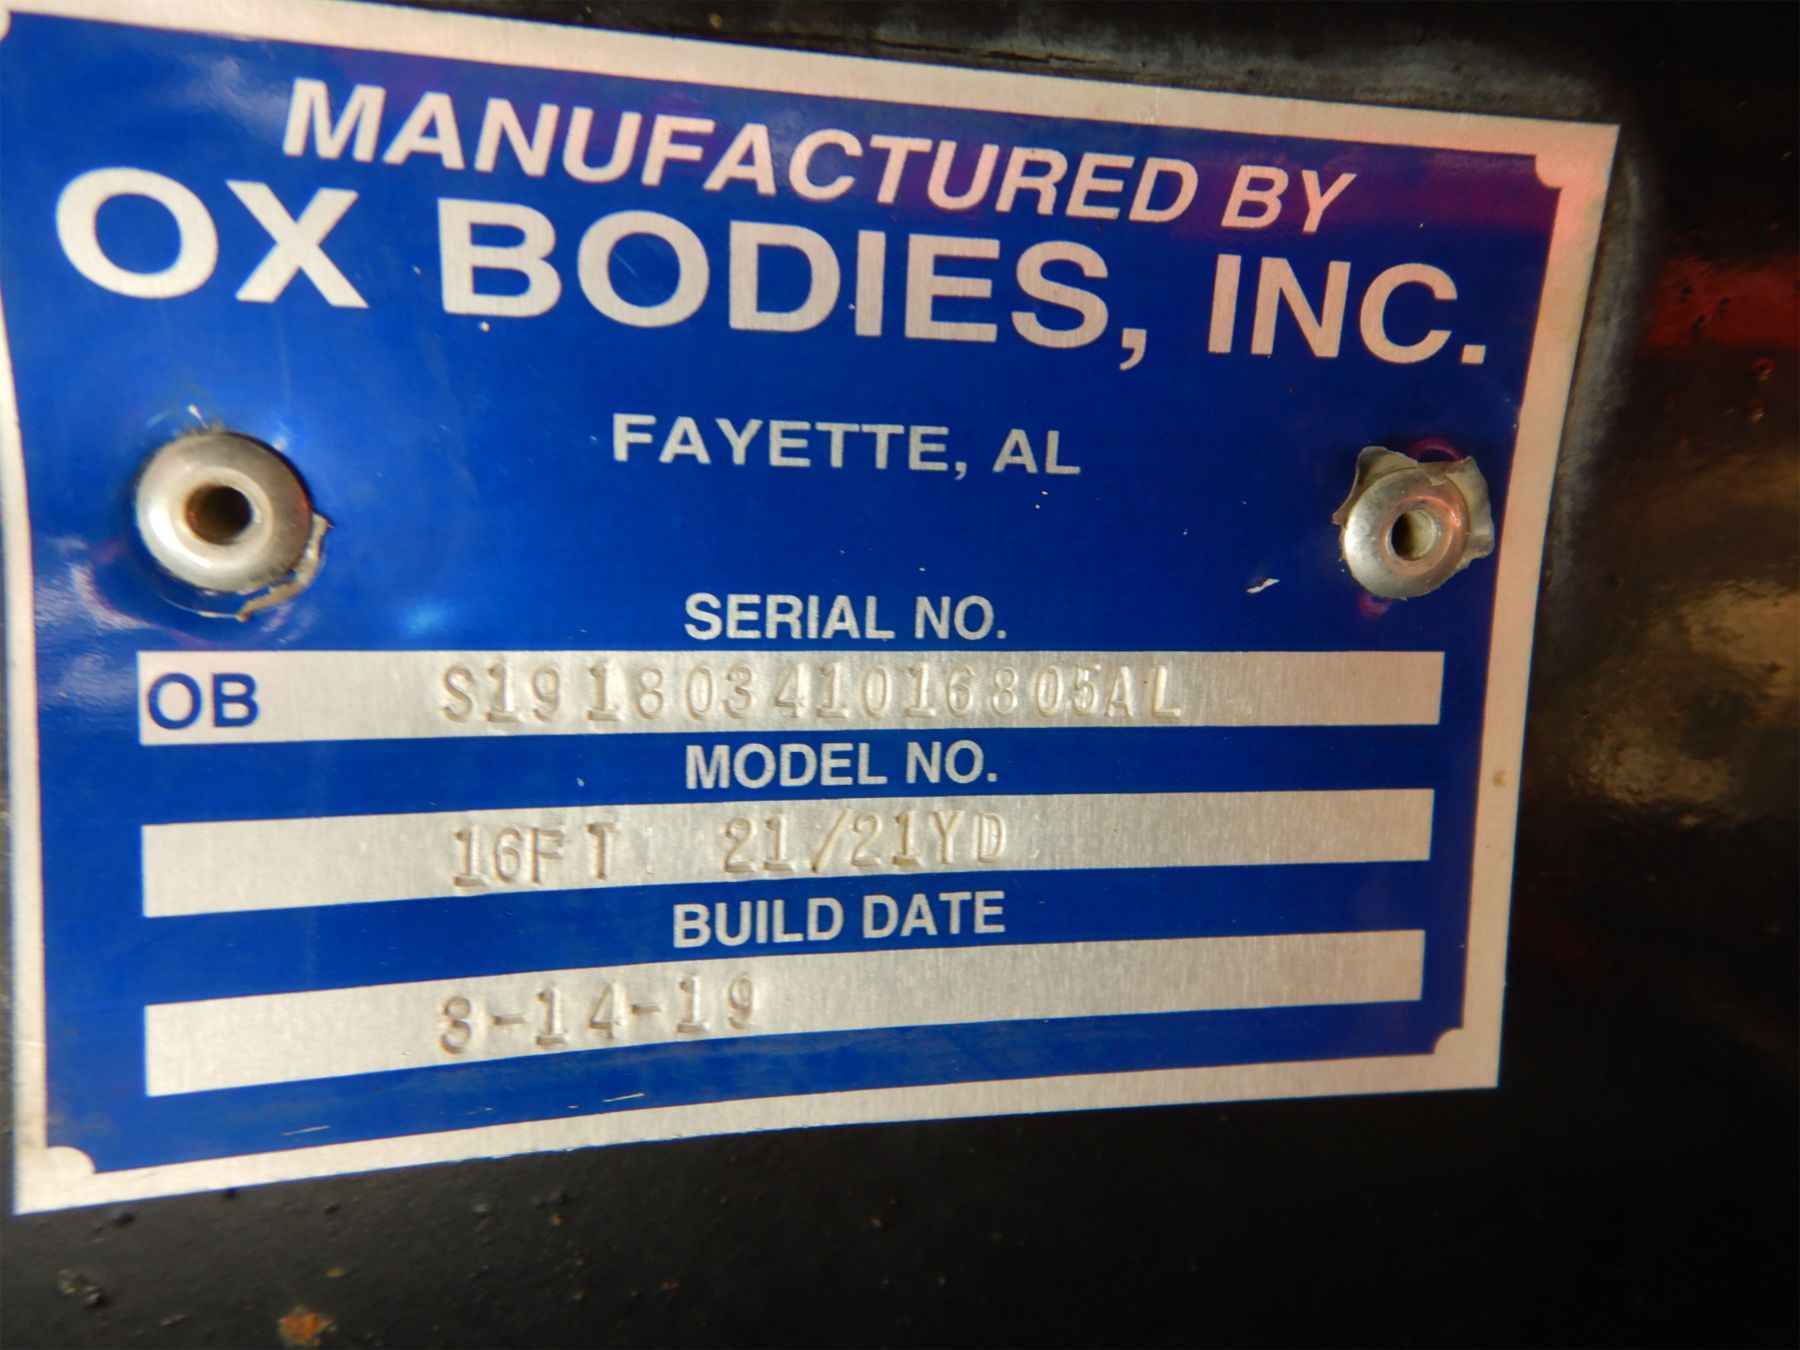 MANUFACTURED BY
OX BODIES, INC.
FAYETTE, AL
SERIAL NO.
OB S19180341016805AL
MODEL NO.
16FT 21/21YD
BUILD DATE
3-14-19